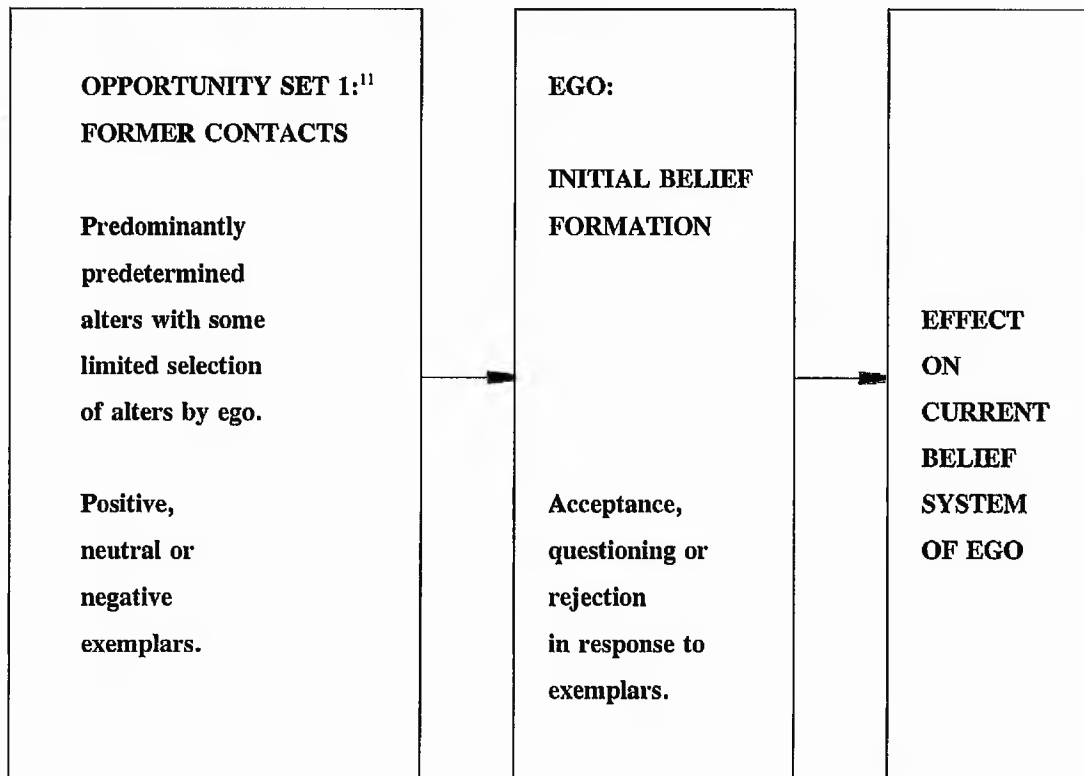 OPPORTUNITY SET 1:¹¹
FORMER CONTACTS
Predominantly
predetermined
alters with some
limited selection
of alters by ego.
Positive,
neutral or
negative
exemplars.
EGO:
INITIAL BELIEF
FORMATION
Acceptance,
questioning or
rejection
in response to
exemplars.
EFFECT
ON
CURRENT
BELIEF
SYSTEM
OF EGO